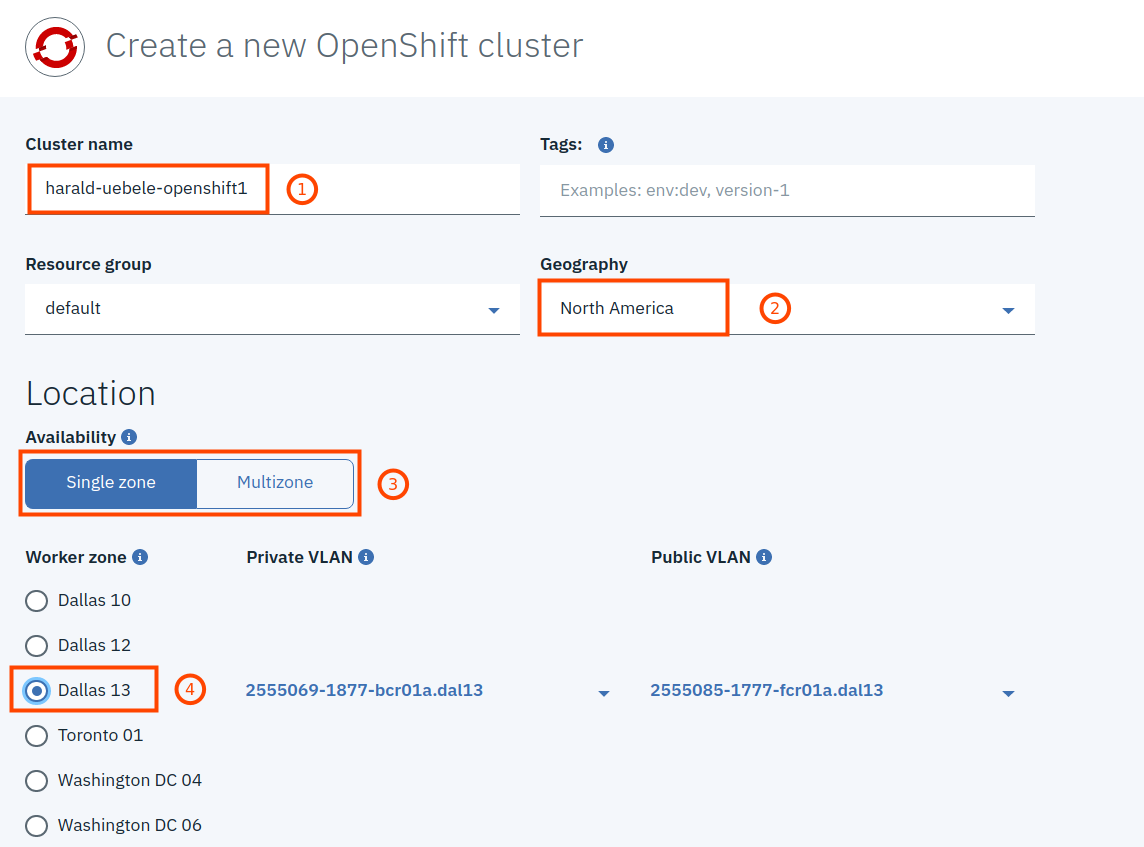 Create a new OpenShift cluster
Cluster name
Tags:
harald-uebele-openshift1
1
Examples: env:dev, version-1
Resource group
Geography
default
North America
2
Location
Availability
Single zone
Multizone
3
Worker zone
Private VLAN
Public VLAN
Dallas 10
Dallas 12
Dallas 13
4
2555069-1877-bcr01a.dal13
2555085-1777-fcr01a.dal13
Toronto 01
Washington DC 04
Washington DC 06